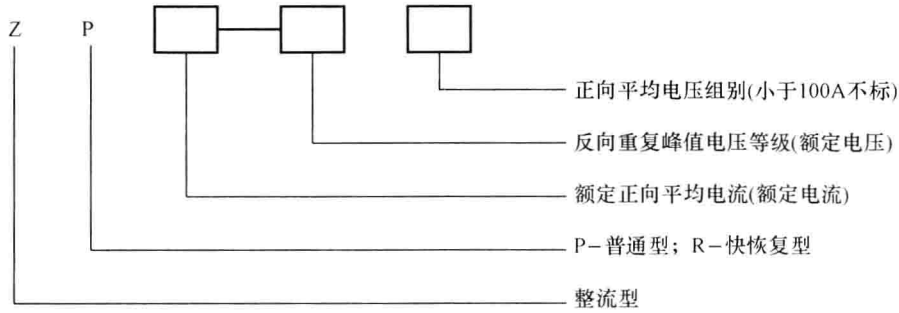 Z P
正向平均电压组别(小于100A不标)
反向重复峰值电压等级(额定电压)
额定正向平均电流(额定电流)
P-普通型；R-快恢复型
整流型